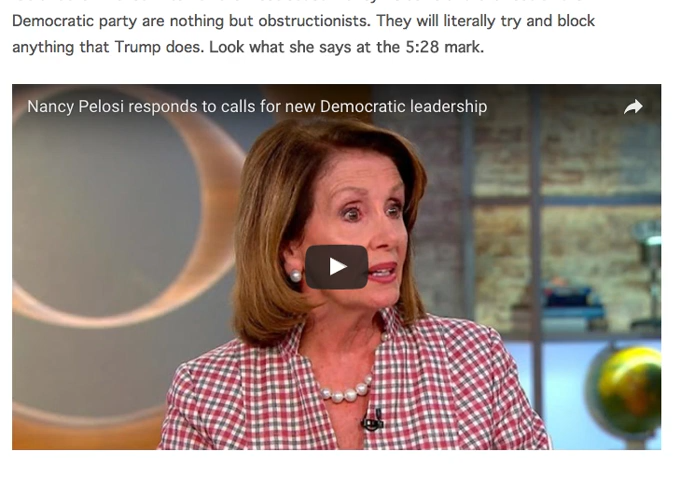 Democratic party are nothing but obstructionists. They will literally try and block
anything that Trump does. Look what she says at the 5:28 mark.
Nancy Pelosi responds to calls for new Democratic leadership